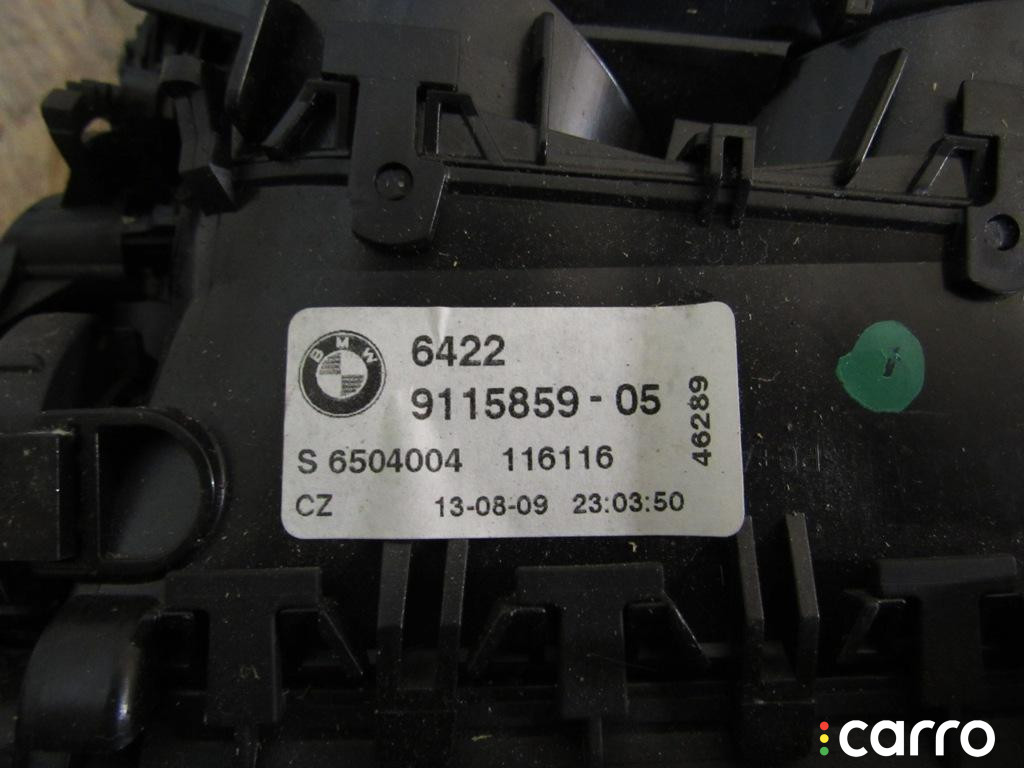 BMW
6422
9115859 - 05
46289
S 6504004 116116
CZ 13-08-09 23:03:50
carro